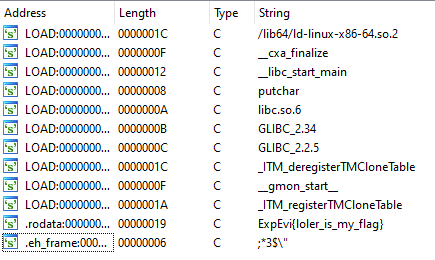 Address Length Type String
LOAD:0000000... 0000001C C /lib64/ld-linux-x86-64.so.2
LOAD:0000000... 0000000F C __cxa_finalize
LOAD:0000000... 00000012 C __libc_start_main
LOAD:0000000... 00000008 C putchar
LOAD:0000000... 0000000A C libc.so.6
LOAD:0000000... 0000000B C GLIBC_2.34
LOAD:0000000... 0000000C C GLIBC_2.2.5
LOAD:0000000... 0000001C C _ITM_deregisterTMCloneTable
LOAD:0000000... 0000000F C __gmon_start__
LOAD:0000000... 0000001A C _ITM_registerTMCloneTable
.rodata:000000... 00000019 C ExpEvi{loler_is_my_flag}
.eh_frame:000... 00000006 C ;*3$\"